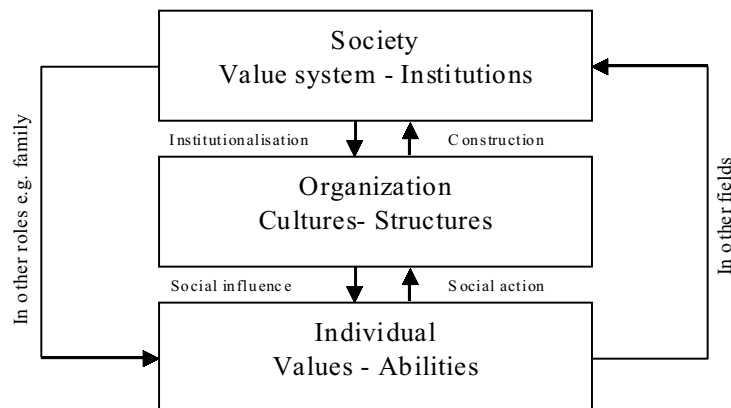 Society
Value system - Institutions
Institutionalisation
Construction
Organization
Cultures- Structures
Social influence
Social action
Individual
Values - Abilities
In other roles e.g. family
In other fields